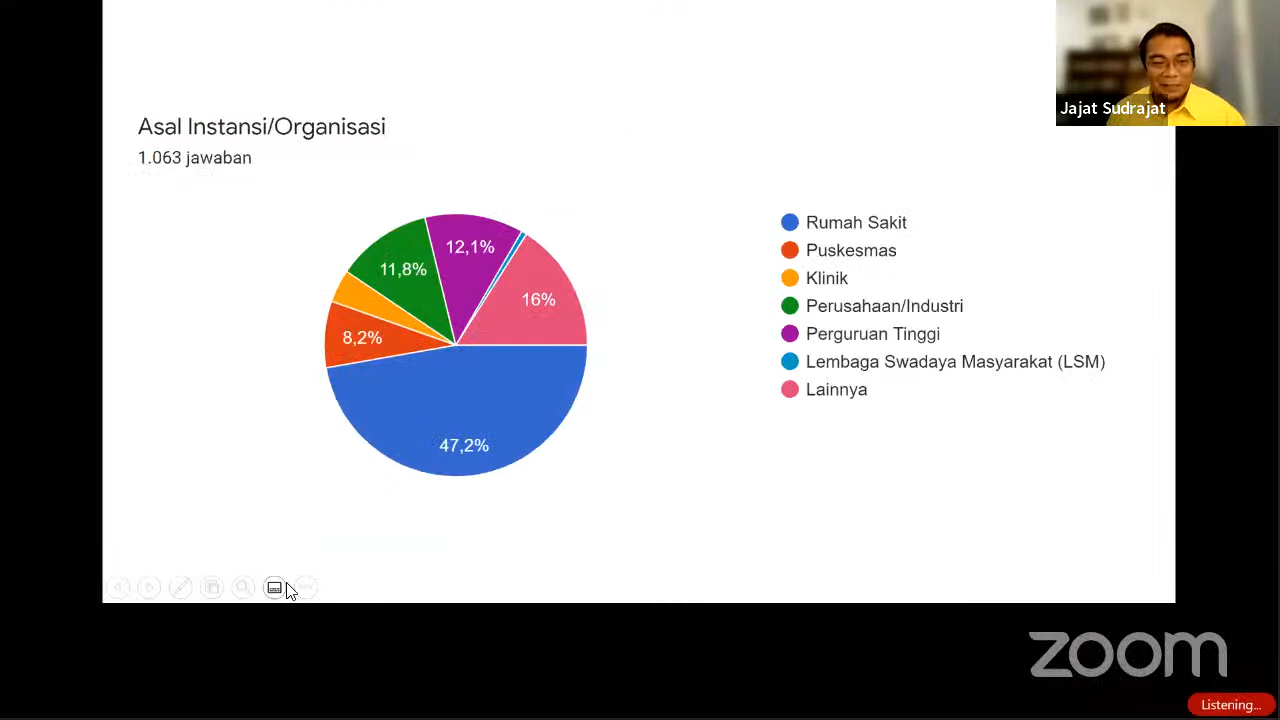 Jajat Sudrajat
Asal Instansi/Organisasi
1.063 jawaban
Rumah Sakit
Puskesmas
Klinik
Perusahaan/Industri
Perguruan Tinggi
Lembaga Swadaya Masyarakat (LSM)
Lainnya
12,1%
11,8%
16%
8,2%
47,2%
zoom
Listening...